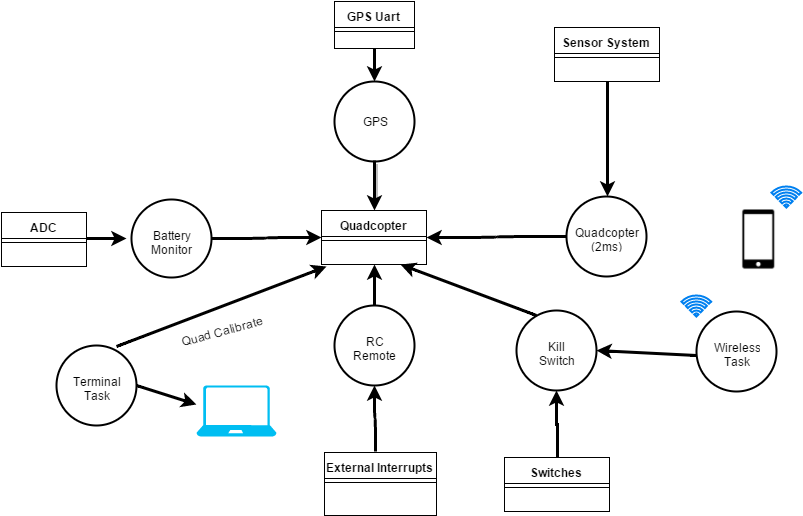 GPS Uart
Sensor System
GPS
ADC
Battery
Monitor
Quadcopter
Quadcopter
(2ms)
Quad Calibrate
RC
Remote
Kill
Switch
Wireless
Task
Terminal
Task
External Interrupts
Switches